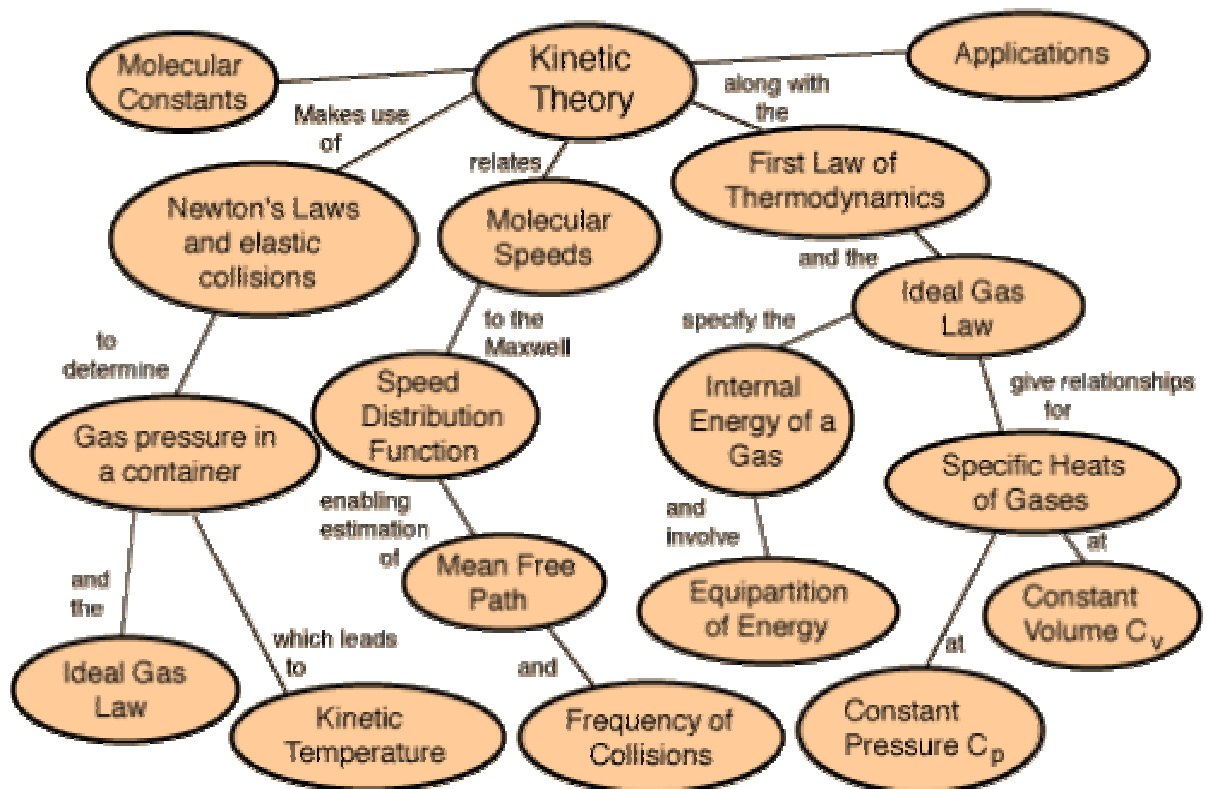 Kinetic
Theory
Molecular
Constants
Applications
Makes use
of
Newton's Laws
and elastic
collisions
to
determine
Gas pressure in
a container
and
the
Ideal Gas
Law
which leads
to
Kinetic
Temperature
relates
Molecular
Speeds
to the
Maxwell
Speed
Distribution
Function
enabling
estimation
of
Mean Free
Path
and
Frequency of
Collisions
along with
the
First Law of
Thermodynamics
and the
Ideal Gas
Law
specify the
Internal
Energy of a
Gas
and
involve
Equipartition
of Energy
give relationships
for
Specific Heats
of Gases
at
Constant
Pressure Cp
at
Constant
Volume Cv